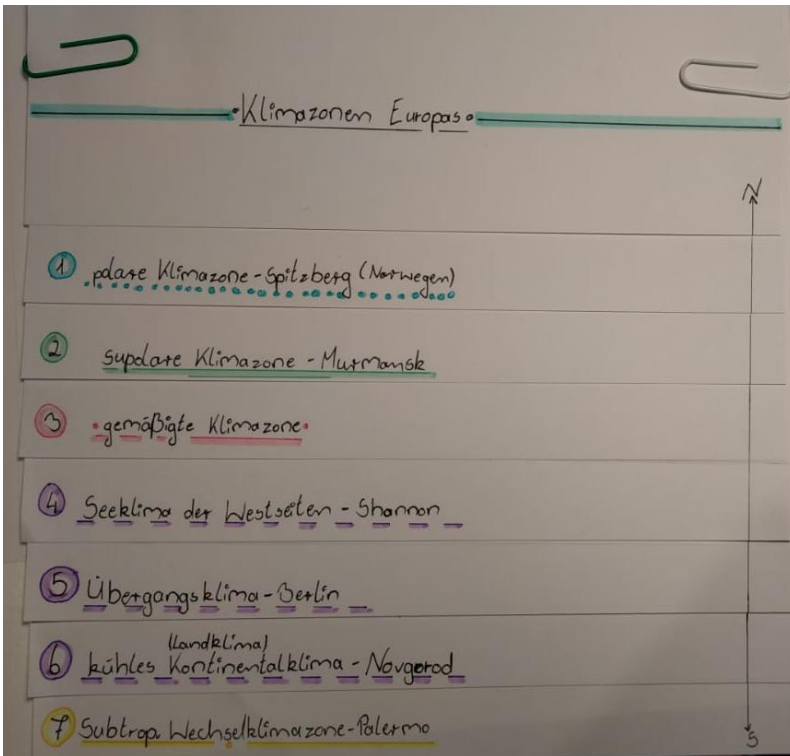 •Klimazonen Europas•
N
1 polare Klimazone - Spitzberg (Norwegen)
2 Supolare Klimazone - Murmansk
3 •gemäßigte Klimazone•
4 Seeklima der Westseiten - Shannon
5 Übergangsklima - Berlin
(Landklima)
6 kühles Kontinentalklima - Novgorod
7 Subtrop. Wechselklimazone - Palermo
S